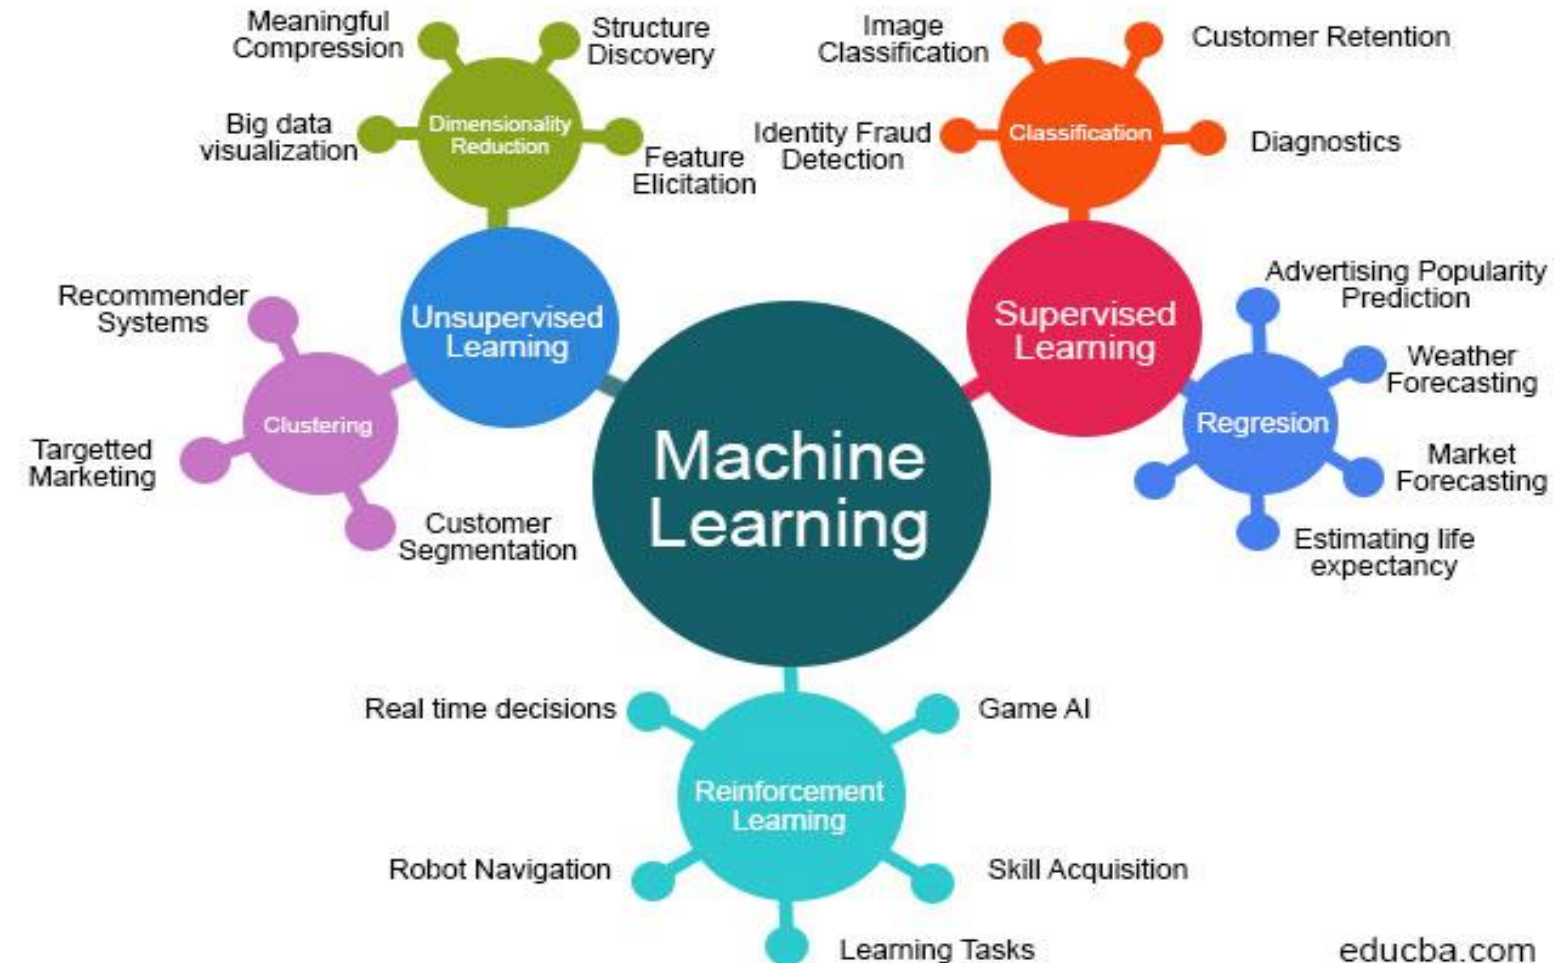 Meaningful
Compression
Structure
Discovery
Big data
visualization
Dimensionality
Reduction
Feature
Elicitation
Image
Classification
Customer Retention
Identity Fraud
Detection
Classification
Diagnostics
Recommender
Systems
Unsupervised
Learning
Clustering
Targetted
Marketing
Customer
Segmentation
Machine
Learning
Supervised
Learning
Advertising Popularity
Prediction
Weather
Forecasting
Regresion
Market
Forecasting
Estimating life
expectancy
Real time decisions
Game AI
Reinforcement
Learning
Robot Navigation
Skill Acquisition
Learning Tasks
educba.com